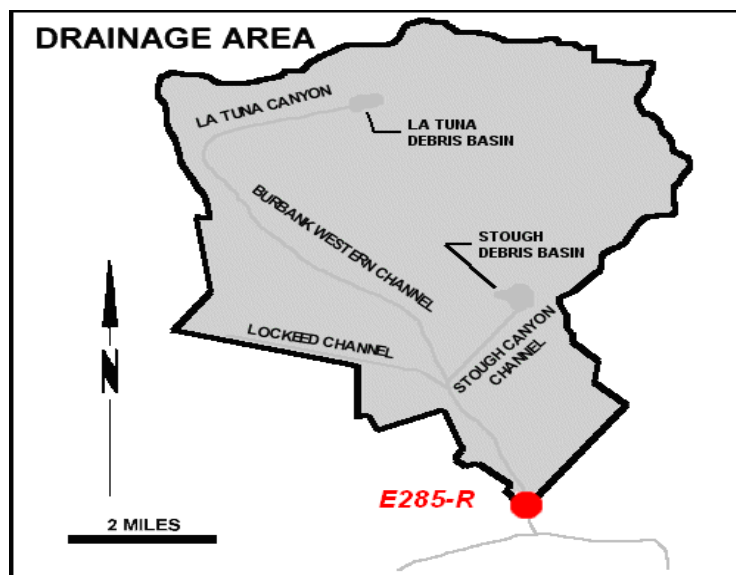 DRAINAGE AREA
LA TUNA CANYON
LA TUNA
DEBRIS BASIN
BURBANK WESTERN CHANNEL
STOUGH
DEBRIS BASIN
LOCKEED CHANNEL
STOUGH CANYON
CHANNEL
N
E285-R
2 MILES